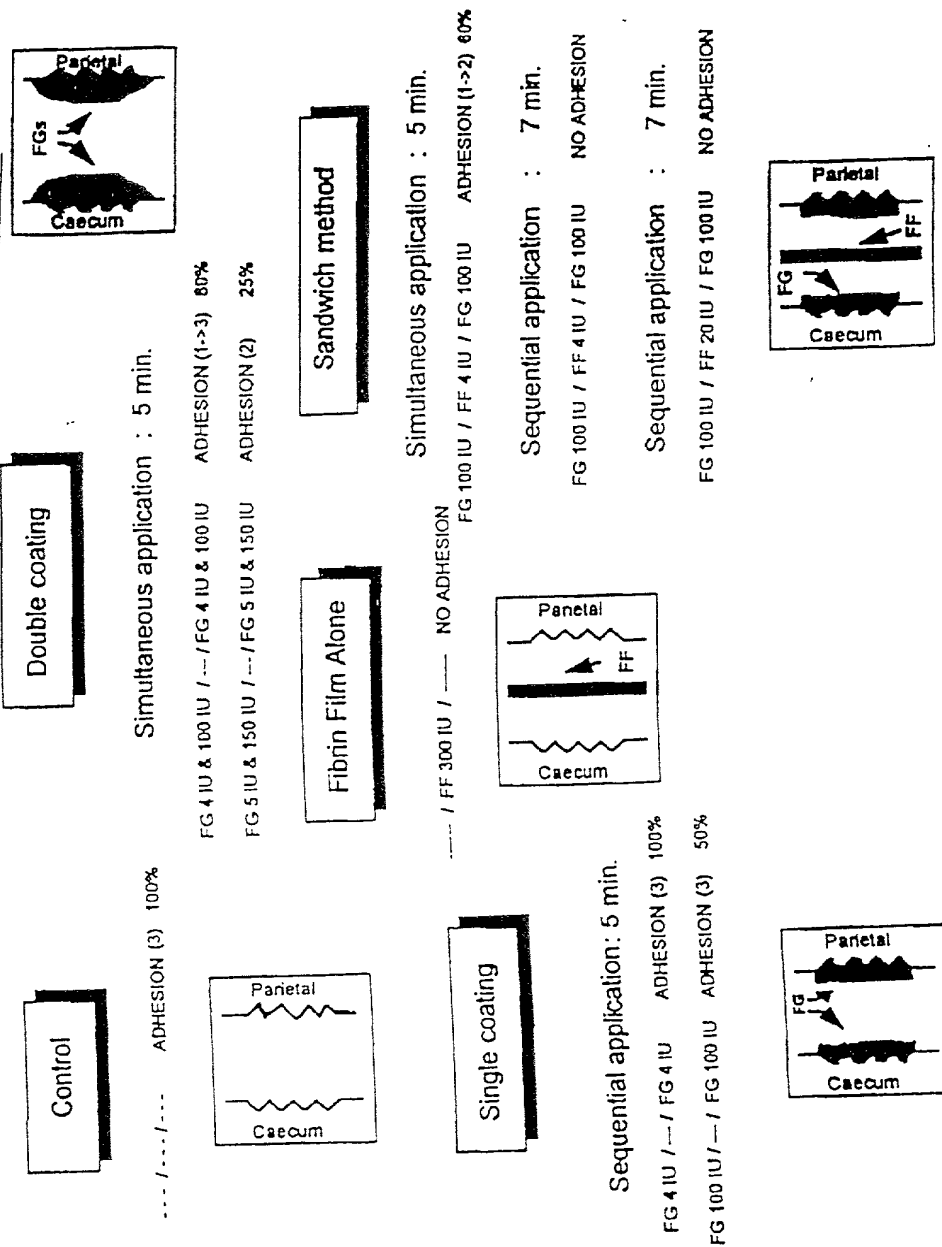 Control
---- / --- / --- ADHESION (3) 100%
Parietal
Caecum
Double coating
Simultaneous application : 5 min.
FG 4 IU & 100 IU / --- / FG 4 IU & 100 IU ADHESION (1->3) 80%
FG 5 IU & 150 IU / --- / FG 5 IU & 150 IU ADHESION (2) 25%
Parietal
FGs
Caecum
Single coating
Sequential application: 5 min.
FG 4 IU / --- / FG 4 IU ADHESION (3) 100%
FG 100 IU / --- / FG 100 IU ADHESION (3) 50%
Parietal
FG
Caecum
Fibrin Film Alone
---- / FF 300 IU / ---- NO ADHESION
Parietal
FF
Caecum
Sandwich method
Simultaneous application : 5 min.
FG 100 IU / FF 4 IU / FG 100 IU ADHESION (1->2) 60%
Sequential application : 7 min.
FG 100 IU / FF 4 IU / FG 100 IU NO ADHESION
Sequential application : 7 min.
FG 100 IU / FF 20 IU / FG 100 IU NO ADHESION
Parietal
FG
FF
Caecum